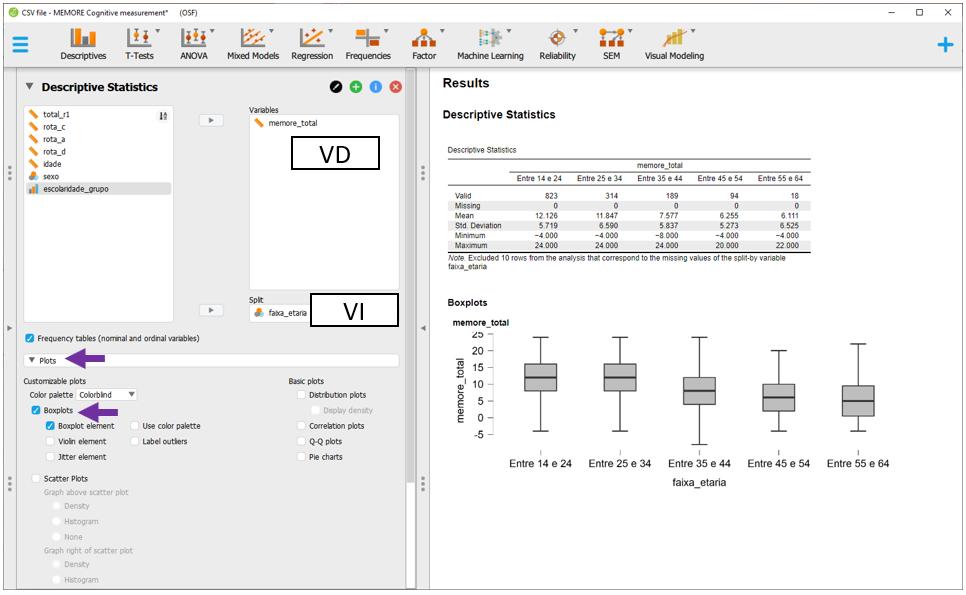 CSV file - MEMORE Cognitive measurement* (OSF)
Descriptives T-Tests ANOVA Mixed Models Regression Frequencies Factor Machine Learning Reliability SEM Visual Modeling
Descriptive Statistics
total_r1
rota_c
rota_a
rota_d
idade
sexo
escolaridade_grupo
Variables
memore_total
VD
Split
faixa_etaria
VI
Frequency tables (nominal and ordinal variables)
Plots
Customizable plots
Color palette Colorblind
Boxplots
Boxplot element Use color palette
Violin element Label outliers
Jitter element
Scatter Plots
Graph above scatter plot
Density
Histogram
None
Graph right of scatter plot
Density
Histogram
Basic plots
Distribution plots
Display density
Correlation plots
Q-Q plots
Pie charts
Results
Descriptive Statistics
Descriptive Statistics
memore_total
Entre 14 e 24 Entre 25 e 34 Entre 35 e 44 Entre 45 e 54 Entre 55 e 64
Valid 823 314 189 94 18
Missing 0 0 0 0 0
Mean 12.126 11.847 7.577 6.255 6.111
Std. Deviation 5.719 6.590 5.837 5.273 6.525
Minimum −4.000 −4.000 −8.000 −4.000 −4.000
Maximum 24.000 24.000 24.000 20.000 22.000
Note. Excluded 10 rows from the analysis that correspond to the missing values of the split-by variable
faixa_etaria
Boxplots
memore_total
25
20
15
10
5
0
-5
memore_total
Entre 14 e 24 Entre 25 e 34 Entre 35 e 44 Entre 45 e 54 Entre 55 e 64
faixa_etaria